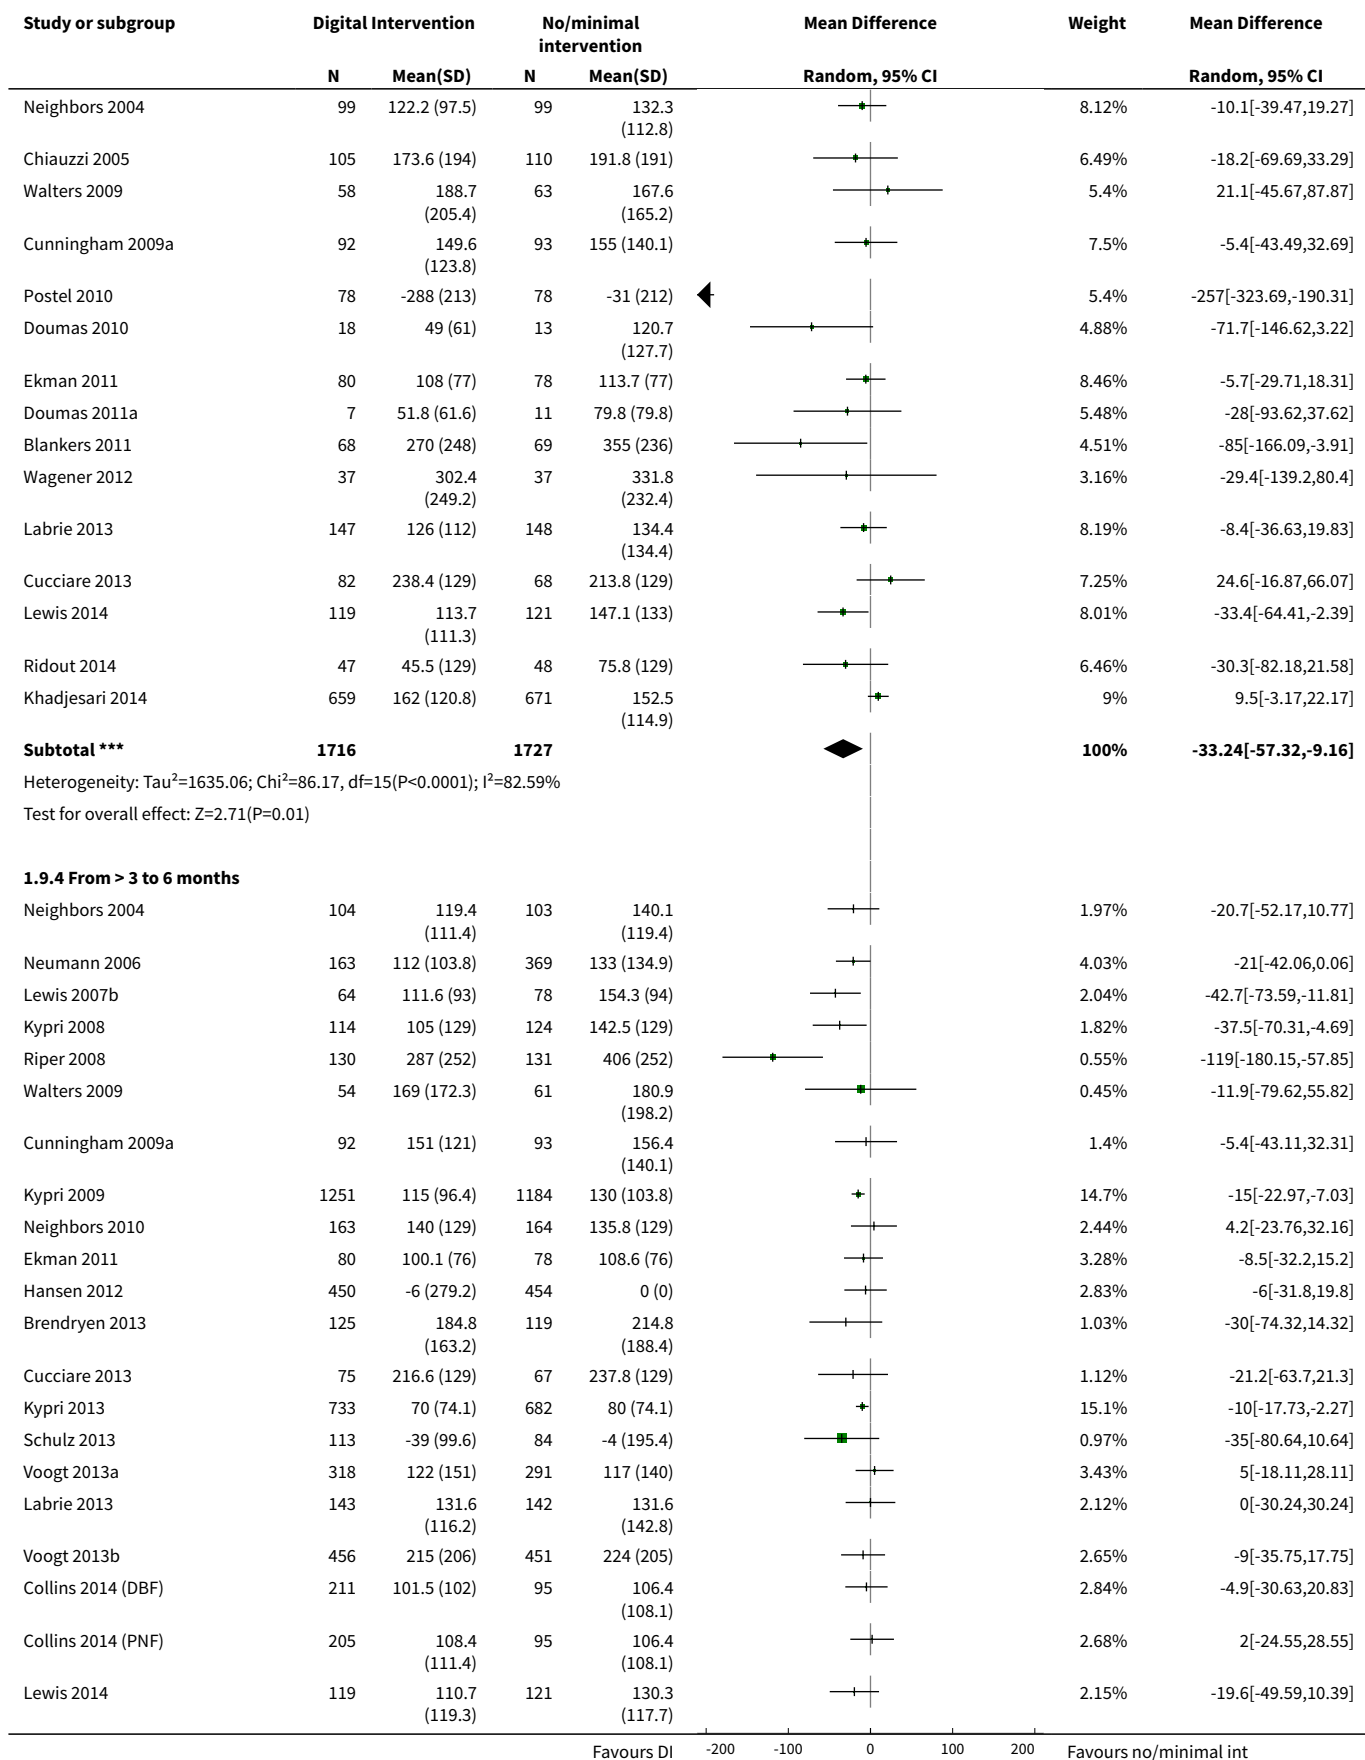 Study or subgroup Digital Intervention No/minimal intervention Mean Difference Weight Mean Difference
N Mean(SD) N Mean(SD) Random, 95% CI Random, 95% CI
Neighbors 2004 99 122.2 (97.5) 99 132.3 (112.8) 8.12% -10.1[-39.47,19.27]
Chiauzzi 2005 105 173.6 (194) 110 191.8 (191) 6.49% -18.2[-69.69,33.29]
Walters 2009 58 188.7 (205.4) 63 167.6 (165.2) 5.4% 21.1[-45.67,87.87]
Cunningham 2009a 92 149.6 (123.8) 93 155 (140.1) 7.5% -5.4[-43.49,32.69]
Postel 2010 78 -288 (213) 78 -31 (212) 5.4% -257[-323.69,-190.31]
Doumas 2010 18 49 (61) 13 120.7 (127.7) 4.88% -71.7[-146.62,3.22]
Ekman 2011 80 108 (77) 78 113.7 (77) 8.46% -5.7[-29.71,18.31]
Doumas 2011a 7 51.8 (61.6) 11 79.8 (79.8) 5.48% -28[-93.62,37.62]
Blankers 2011 68 270 (248) 69 355 (236) 4.51% -85[-166.09,-3.91]
Wagener 2012 37 302.4 (249.2) 37 331.8 (232.4) 3.16% -29.4[-139.2,80.4]
Labrie 2013 147 126 (112) 148 134.4 (134.4) 8.19% -8.4[-36.63,19.83]
Cucciare 2013 82 238.4 (129) 68 213.8 (129) 7.25% 24.6[-16.87,66.07]
Lewis 2014 119 113.7 (111.3) 121 147.1 (133) 8.01% -33.4[-64.41,-2.39]
Ridout 2014 47 45.5 (129) 48 75.8 (129) 6.46% -30.3[-82.18,21.58]
Khadjesari 2014 659 162 (120.8) 671 152.5 (114.9) 9% 9.5[-3.17,22.17]
Subtotal *** 1716 1727 100% -33.24[-57.32,-9.16]
Heterogeneity: Tau²=1635.06; Chi²=86.17, df=15(P<0.0001); I²=82.59%
Test for overall effect: Z=2.71(P=0.01)
1.9.4 From > 3 to 6 months
Neighbors 2004 104 119.4 (111.4) 103 140.1 (119.4) 1.97% -20.7[-52.17,10.77]
Neumann 2006 163 112 (103.8) 369 133 (134.9) 4.03% -21[-42.06,0.06]
Lewis 2007b 64 111.6 (93) 78 154.3 (94) 2.04% -42.7[-73.59,-11.81]
Kypri 2008 114 105 (129) 124 142.5 (129) 1.82% -37.5[-70.31,-4.69]
Riper 2008 130 287 (252) 131 406 (252) 0.55% -119[-180.15,-57.85]
Walters 2009 54 169 (172.3) 61 180.9 (198.2) 0.45% -11.9[-79.62,55.82]
Cunningham 2009a 92 151 (121) 93 156.4 (140.1) 1.4% -5.4[-43.11,32.31]
Kypri 2009 1251 115 (96.4) 1184 130 (103.8) 14.7% -15[-22.97,-7.03]
Neighbors 2010 163 140 (129) 164 135.8 (129) 2.44% 4.2[-23.76,32.16]
Ekman 2011 80 100.1 (76) 78 108.6 (76) 3.28% -8.5[-32.2,15.2]
Hansen 2012 450 -6 (279.2) 454 0 (0) 2.83% -6[-31.8,19.8]
Brendryen 2013 125 184.8 (163.2) 119 214.8 (188.4) 1.03% -30[-74.32,14.32]
Cucciare 2013 75 216.6 (129) 67 237.8 (129) 1.12% -21.2[-63.7,21.3]
Kypri 2013 733 70 (74.1) 682 80 (74.1) 15.1% -10[-17.73,-2.27]
Schulz 2013 113 -39 (99.6) 84 -4 (195.4) 0.97% -35[-80.64,10.64]
Voogt 2013a 318 122 (151) 291 117 (140) 3.43% 5[-18.11,28.11]
Labrie 2013 143 131.6 (116.2) 142 131.6 (142.8) 2.12% 0[-30.24,30.24]
Voogt 2013b 456 215 (206) 451 224 (205) 2.65% -9[-35.75,17.75]
Collins 2014 (DBF) 211 101.5 (102) 95 106.4 (108.1) 2.84% -4.9[-30.63,20.83]
Collins 2014 (PNF) 205 108.4 (111.4) 95 106.4 (108.1) 2.68% 2[-24.55,28.55]
Lewis 2014 119 110.7 (119.3) 121 130.3 (117.7) 2.15% -19.6[-49.59,10.39]
Favours DI -200 -100 0 100 200 Favours no/minimal int